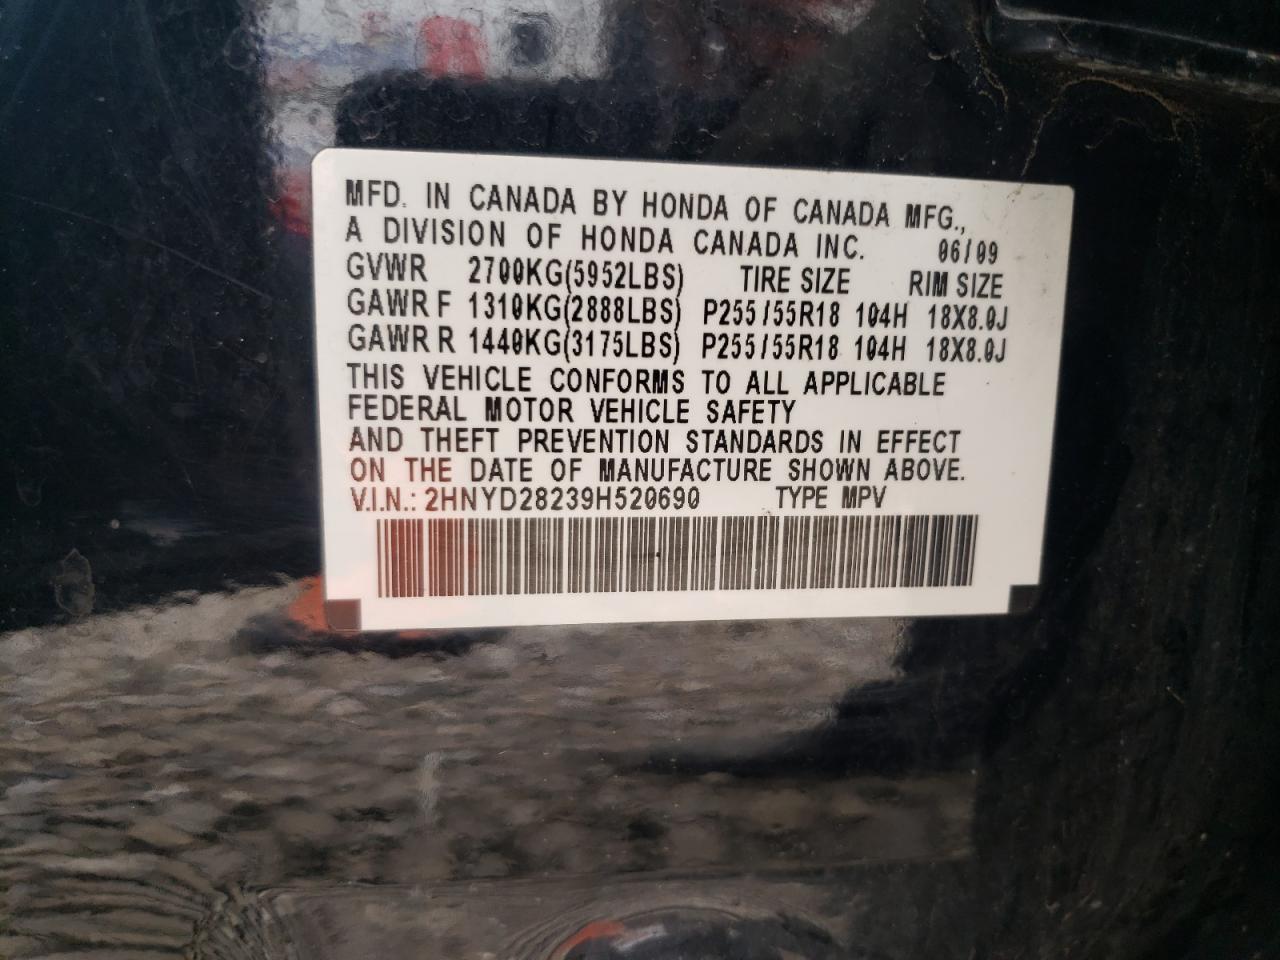 MFD. IN CANADA BY HONDA OF CANADA MFG.,
A DIVISION OF HONDA CANADA INC. 06/09
GVWR 2700KG(5952LBS) TIRE SIZE RIM SIZE
GAWR F 1310KG(2888LBS) P255/55R18 104H 18X8.0J
GAWR R 1440KG(3175LBS) P255/55R18 104H 18X8.0J
THIS VEHICLE CONFORMS TO ALL APPLICABLE
FEDERAL MOTOR VEHICLE SAFETY
AND THEFT PREVENTION STANDARDS IN EFFECT
ON THE DATE OF MANUFACTURE SHOWN ABOVE.
V.I.N.: 2HNYD28239H520690 TYPE MPV